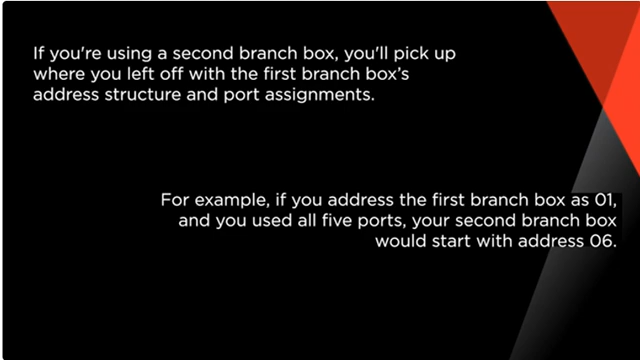 If you're using a second branch box, you'll pick up
where you left off with the first branch box's
address structure and port assignments.
For example, if you address the first branch box as 01,
and you used all five ports, your second branch box
would start with address 06.